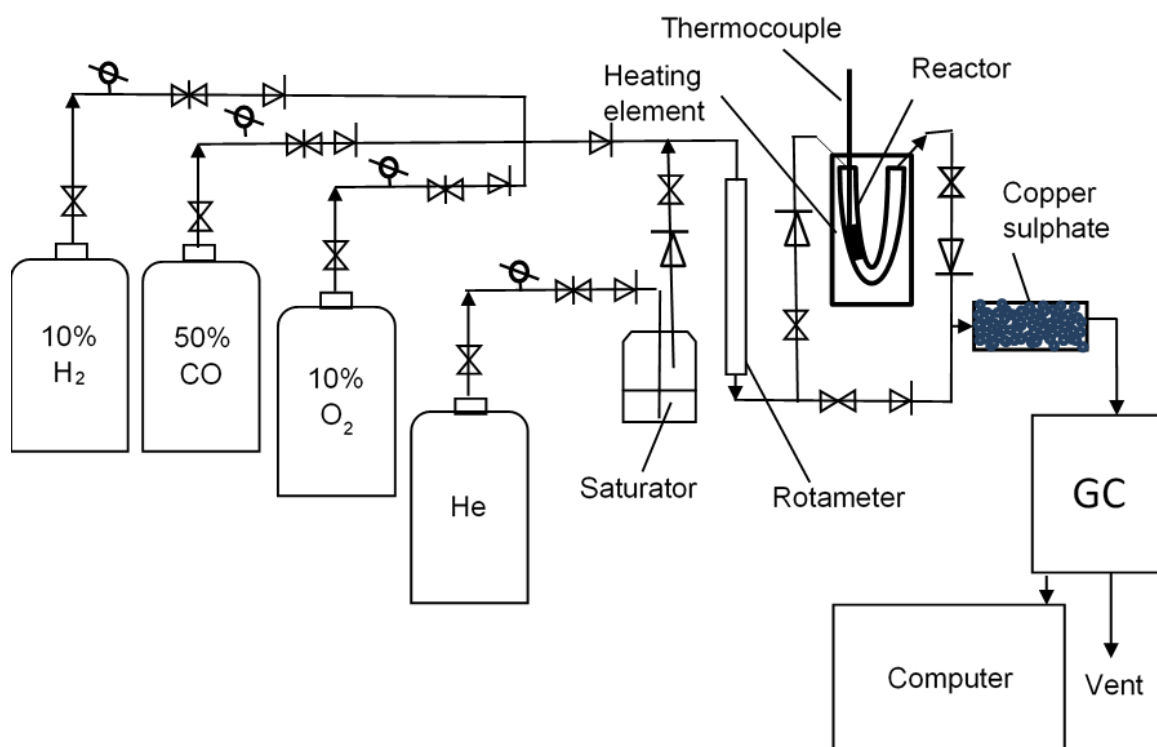 Thermocouple
Reactor
Heating
element
Copper
sulphate
10%
H₂
50%
CO
10%
O₂
He
Saturator
Rotameter
GC
Computer
Vent